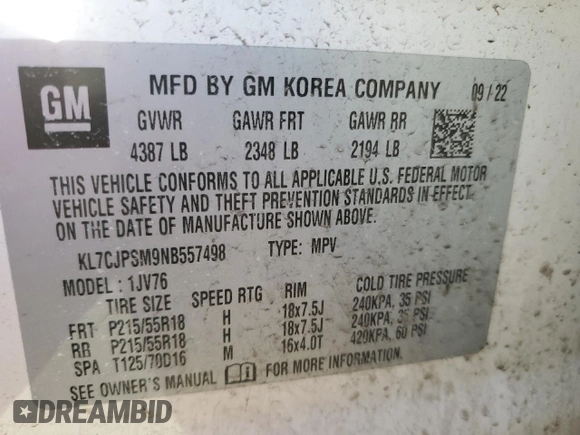 GM
MFD BY GM KOREA COMPANY 09/22
GVWR GAWR FRT GAWR RR
4387 LB 2348 LB 2194 LB
THIS VEHICLE CONFORMS TO ALL APPLICABLE U.S. FEDERAL MOTOR
VEHICLE SAFETY AND THEFT PREVENTION STANDARDS IN EFFECT
ON THE DATE OF MANUFACTURE SHOWN ABOVE.
KL7CJPSM9NB557498 TYPE: MPV
MODEL: 1JV76
TIRE SIZE SPEED RTG RIM COLD TIRE PRESSURE
FRT P215/55R18 H 18x7.5J 240KPA, 35 PSI
RR P215/55R18 H 18x7.5J 240KPA, 35 PSI
SPA T125/70D16 M 16x4.0T 420KPA, 60 PSI
SEE OWNER'S MANUAL FOR MORE INFORMATION.
DREAMBID